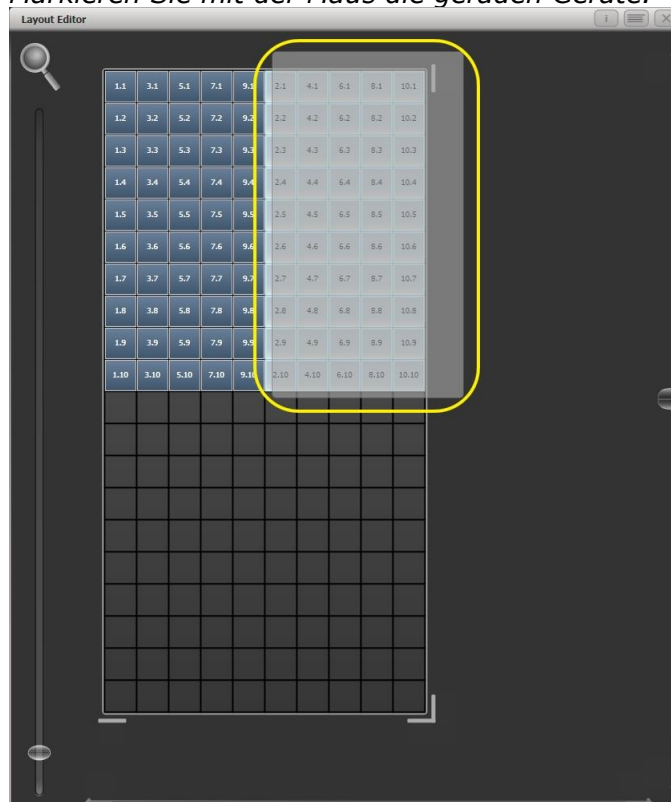 Markieren Sie mit der Maus die geraden Geräte.
Layout Editor
1.1 3.1 5.1 7.1 9.1 2.1 4.1 6.1 8.1 10.1
1.2 3.2 5.2 7.2 9.2 2.2 4.2 6.2 8.2 10.2
1.3 3.3 5.3 7.3 9.3 2.3 4.3 6.3 8.3 10.3
1.4 3.4 5.4 7.4 9.4 2.4 4.4 6.4 8.4 10.4
1.5 3.5 5.5 7.5 9.5 2.5 4.5 6.5 8.5 10.5
1.6 3.6 5.6 7.6 9.6 2.6 4.6 6.6 8.6 10.6
1.7 3.7 5.7 7.7 9.7 2.7 4.7 6.7 8.7 10.7
1.8 3.8 5.8 7.8 9.8 2.8 4.8 6.8 8.8 10.8
1.9 3.9 5.9 7.9 9.9 2.9 4.9 6.9 8.9 10.9
1.10 3.10 5.10 7.10 9.10 2.10 4.10 6.10 8.10 10.10